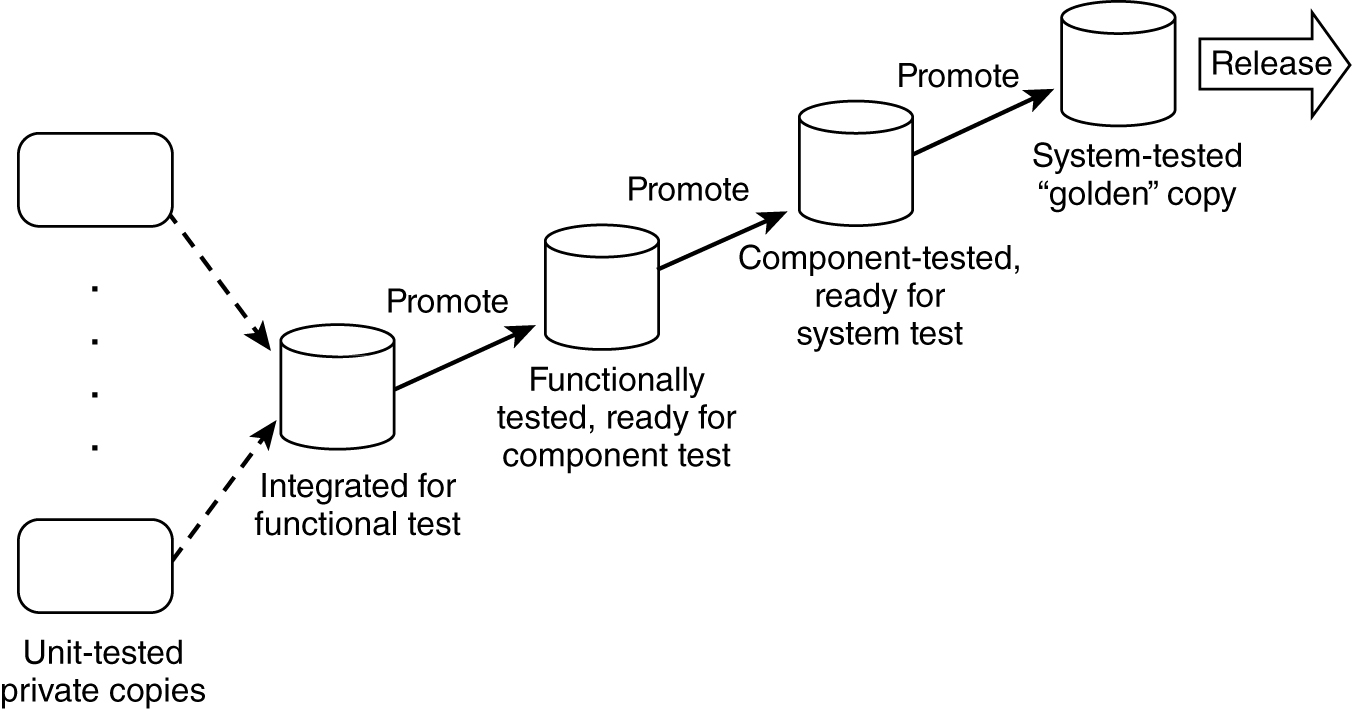 Release
Promote
System-tested
“golden” copy
Promote
Component-tested,
ready for
system test
Promote
Functionally
tested, ready for
component test
Integrated for
functional test
Unit-tested
private copies